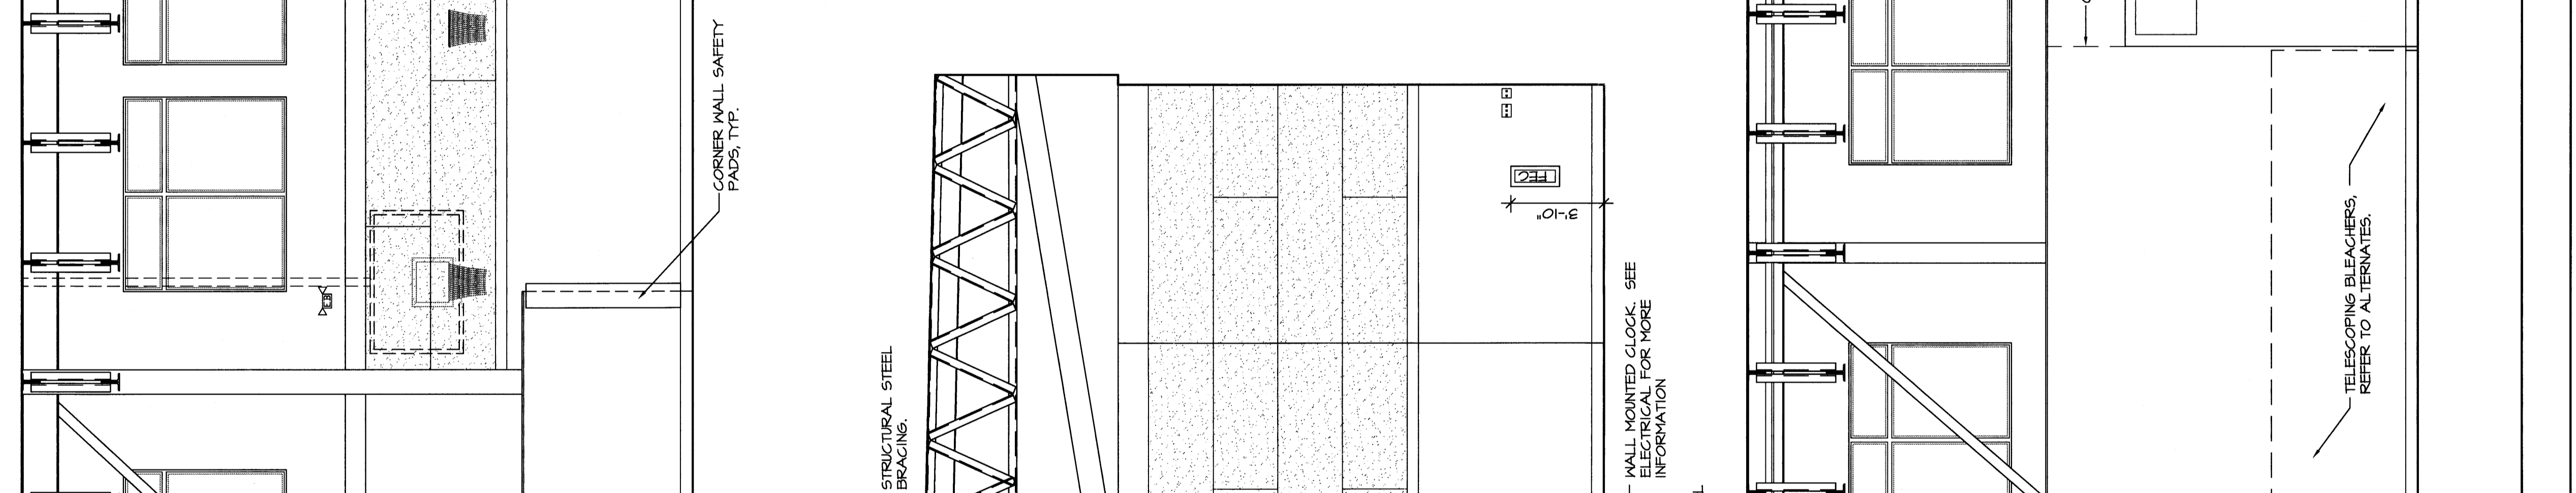 CORNER WALL SAFETY
PADS, TYP.
STRUCTURAL STEEL
BRACING.
FEC
3'-10"
WALL MOUNTED CLOCK. SEE
ELECTRICAL FOR MORE
INFORMATION
TELESCOPING BLEACHERS,
REFER TO ALTERNATES.